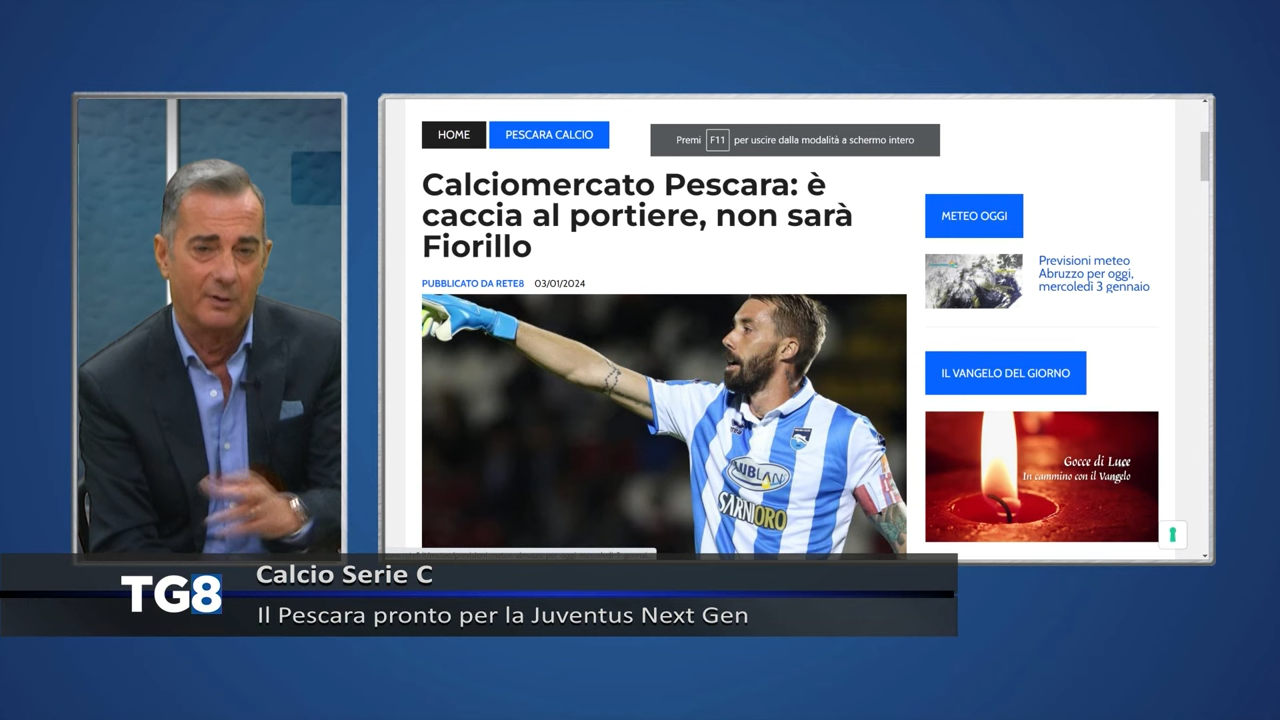 HOME
PESCARA CALCIO
Premi F11 per uscire dalla modalità a schermo intero
Calciomercato Pescara: è
caccia al portiere, non sarà
Fiorillo
PUBBLICATO DA RETE8 03/01/2024
METEO OGGI
Previsioni meteo
Abruzzo per oggi,
mercoledì 3 gennaio
IL VANGELO DEL GIORNO
Gocce di Luce
In cammino con il Vangelo
AUBLAN
SARNIORO
TG8
Calcio Serie C
Il Pescara pronto per la Juventus Next Gen